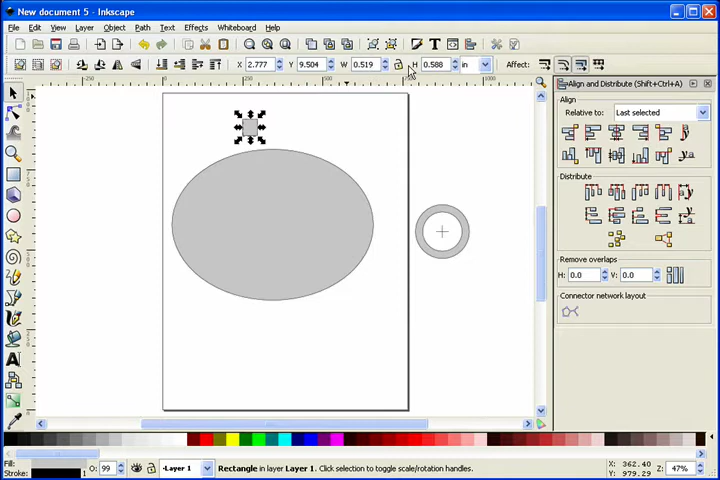 New document 5 - Inkscape
File Edit View Layer Object Path Text Effects Whiteboard Help
X 2.777 Y 9.504 W 0.519 H 0.588 in Affect:
Align and Distribute (Shift+Ctrl+A)
Align
Relative to: Last selected
Distribute
Remove overlaps
H: 0.0 V: 0.0
Connector network layout
Fill:
Stroke: 1 O: 99 -Layer 1 Rectangle in layer Layer 1. Click selection to toggle scale/rotation handles. X: 362.40 Y: 979.29 Z: 47%